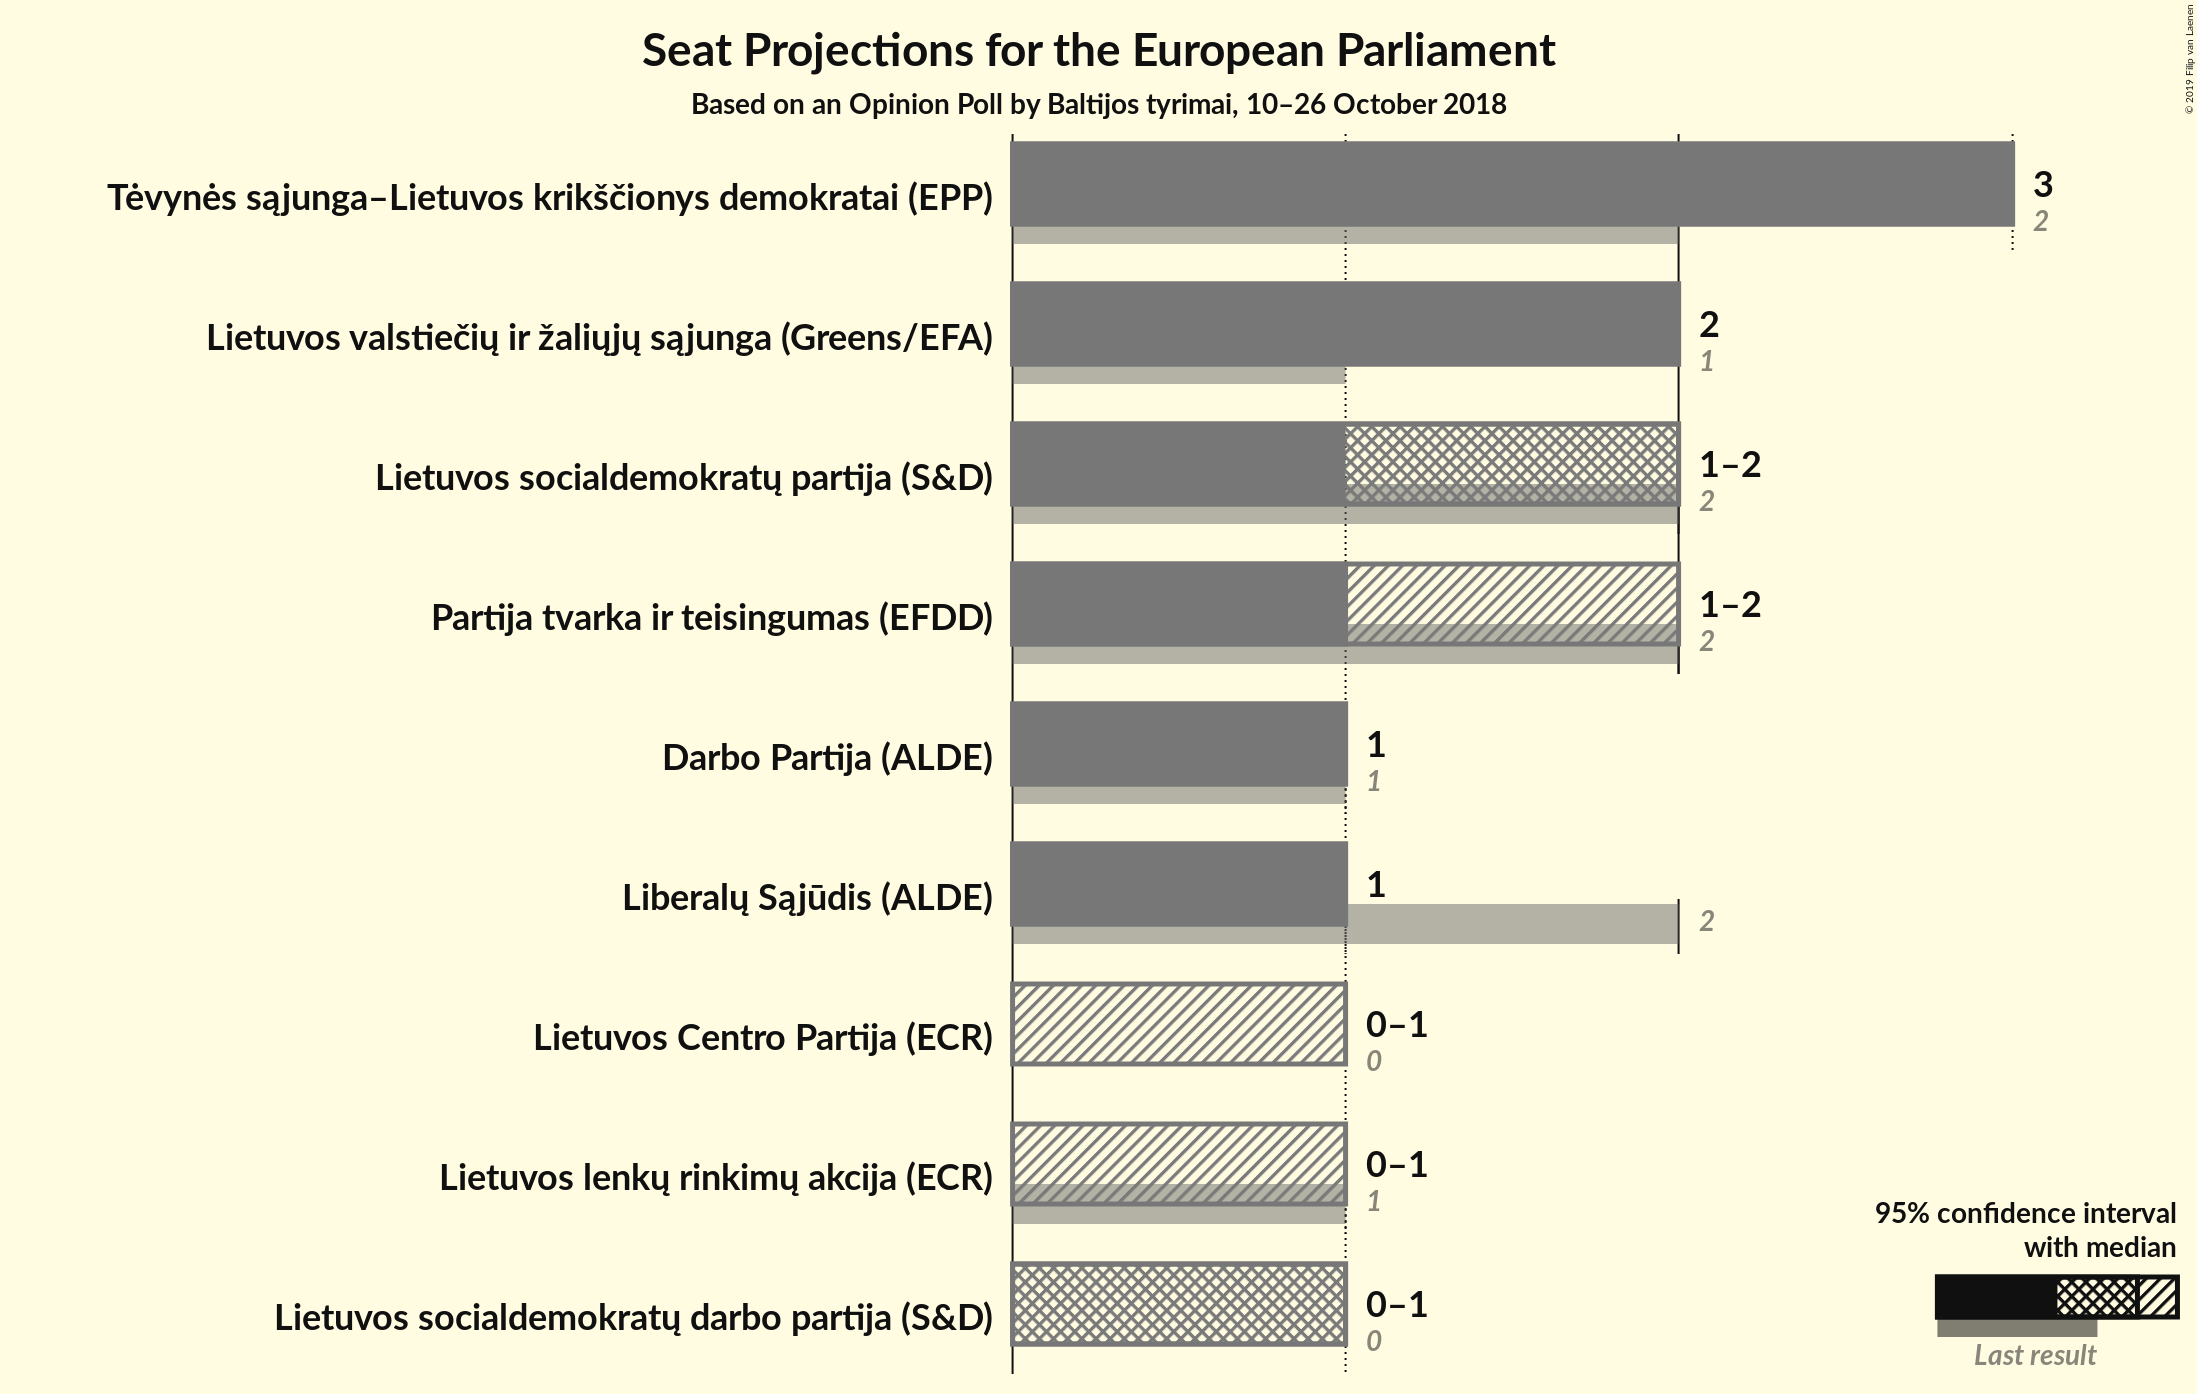 Seat Projections for the European Parliament
Based on an Opinion Poll by Baltijos tyrimai, 10–26 October 2018
© 2019 Filip van Laenen
Tėvynės sąjunga–Lietuvos krikščionys demokratai (EPP)
3
2
Lietuvos valstiečių ir žaliųjų sąjunga (Greens/EFA)
2
1
Lietuvos socialdemokratų partija (S&D)
1–2
2
Partija tvarka ir teisingumas (EFDD)
1–2
2
Darbo Partija (ALDE)
1
1
Liberalų Sąjūdis (ALDE)
1
2
Lietuvos Centro Partija (ECR)
0–1
0
Lietuvos lenkų rinkimų akcija (ECR)
0–1
1
Lietuvos socialdemokratų darbo partija (S&D)
0–1
0
95% confidence interval
with median
Last result